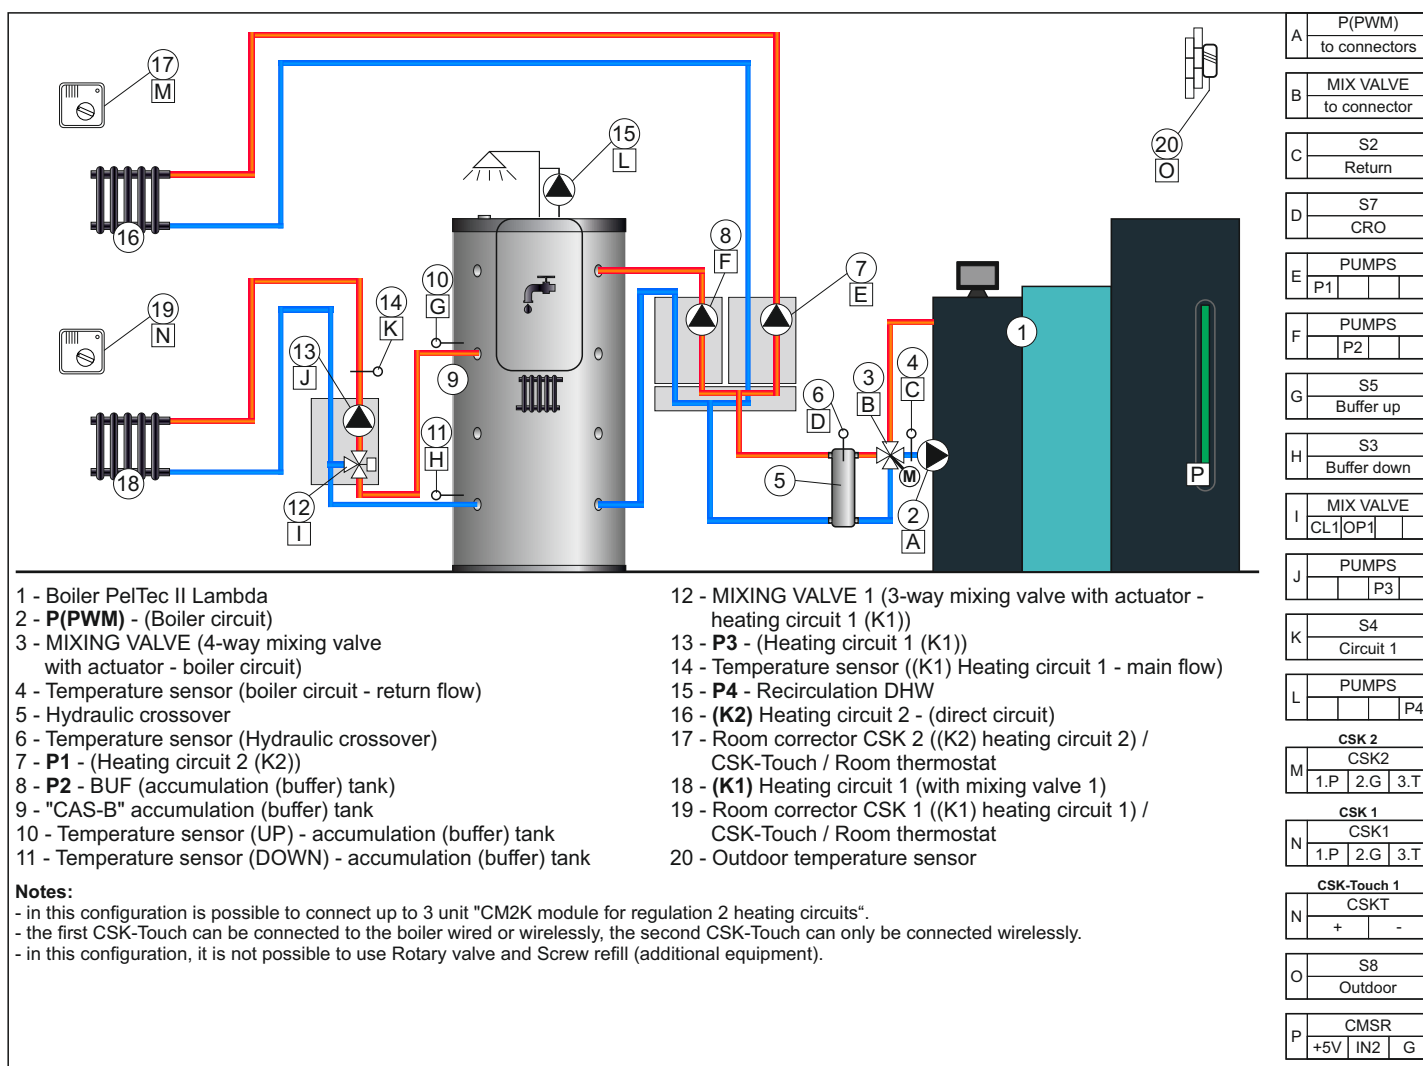 17
M
15
L
20
O
16
8
F
7
E
10
G
14
K
19
N
13
J
9
1
4
C
3
B
6
D
11
H
18
5
M
P
12
I
2
A
1 - Boiler PelTec II Lambda
2 - P(PWM) - (Boiler circuit)
3 - MIXING VALVE (4-way mixing valve
with actuator - boiler circuit)
4 - Temperature sensor (boiler circuit - return flow)
5 - Hydraulic crossover
6 - Temperature sensor (Hydraulic crossover)
7 - P1 - (Heating circuit 2 (K2))
8 - P2 - BUF (accumulation (buffer) tank)
9 - "CAS-B" accumulation (buffer) tank
10 - Temperature sensor (UP) - accumulation (buffer) tank
11 - Temperature sensor (DOWN) - accumulation (buffer) tank
12 - MIXING VALVE 1 (3-way mixing valve with actuator -
heating circuit 1 (K1))
13 - P3 - (Heating circuit 1 (K1))
14 - Temperature sensor ((K1) Heating circuit 1 - main flow)
15 - P4 - Recirculation DHW
16 - (K2) Heating circuit 2 - (direct circuit)
17 - Room corrector CSK 2 ((K2) heating circuit 2) /
CSK-Touch / Room thermostat
18 - (K1) Heating circuit 1 (with mixing valve 1)
19 - Room corrector CSK 1 ((K1) heating circuit 1) /
CSK-Touch / Room thermostat
20 - Outdoor temperature sensor
Notes:
- in this configuration is possible to connect up to 3 unit "CM2K module for regulation 2 heating circuits“.
- the first CSK-Touch can be connected to the boiler wired or wirelessly, the second CSK-Touch can only be connected wirelessly.
- in this configuration, it is not possible to use Rotary valve and Screw refill (additional equipment).
A
P(PWM)
to connectors
B
MIX VALVE
to connector
C
S2
Return
D
S7
CRO
E
PUMPS
P1
F
PUMPS
P2
G
S5
Buffer up
H
S3
Buffer down
I
MIX VALVE
CL1 OP1
J
PUMPS
P3
K
S4
Circuit 1
L
PUMPS
P4
CSK 2
M
CSK2
1.P 2.G 3.T
CSK 1
N
CSK1
1.P 2.G 3.T
CSK-Touch 1
N
CSKT
+ -
O
S8
Outdoor
P
CMSR
+5V IN2 G